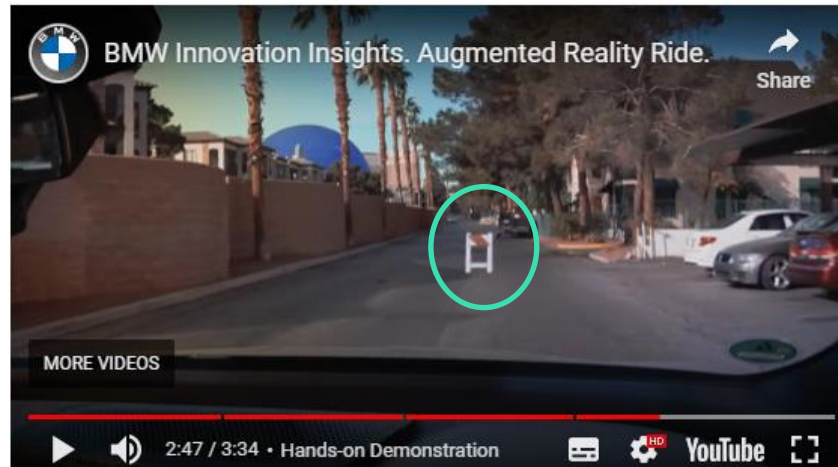 BMW
BMW Innovation Insights. Augmented Reality Ride.
Share
MORE VIDEOS
2:47 / 3:34 • Hands-on Demonstration
HD
YouTube